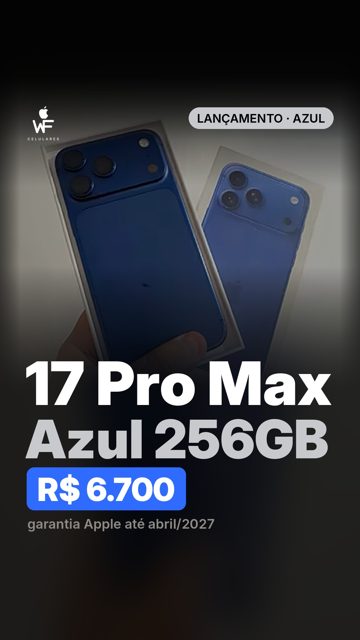 WF
CELULARES
LANÇAMENTO · AZUL
17 Pro Max
Azul 256GB
R$ 6.700
garantia Apple até abril/2027